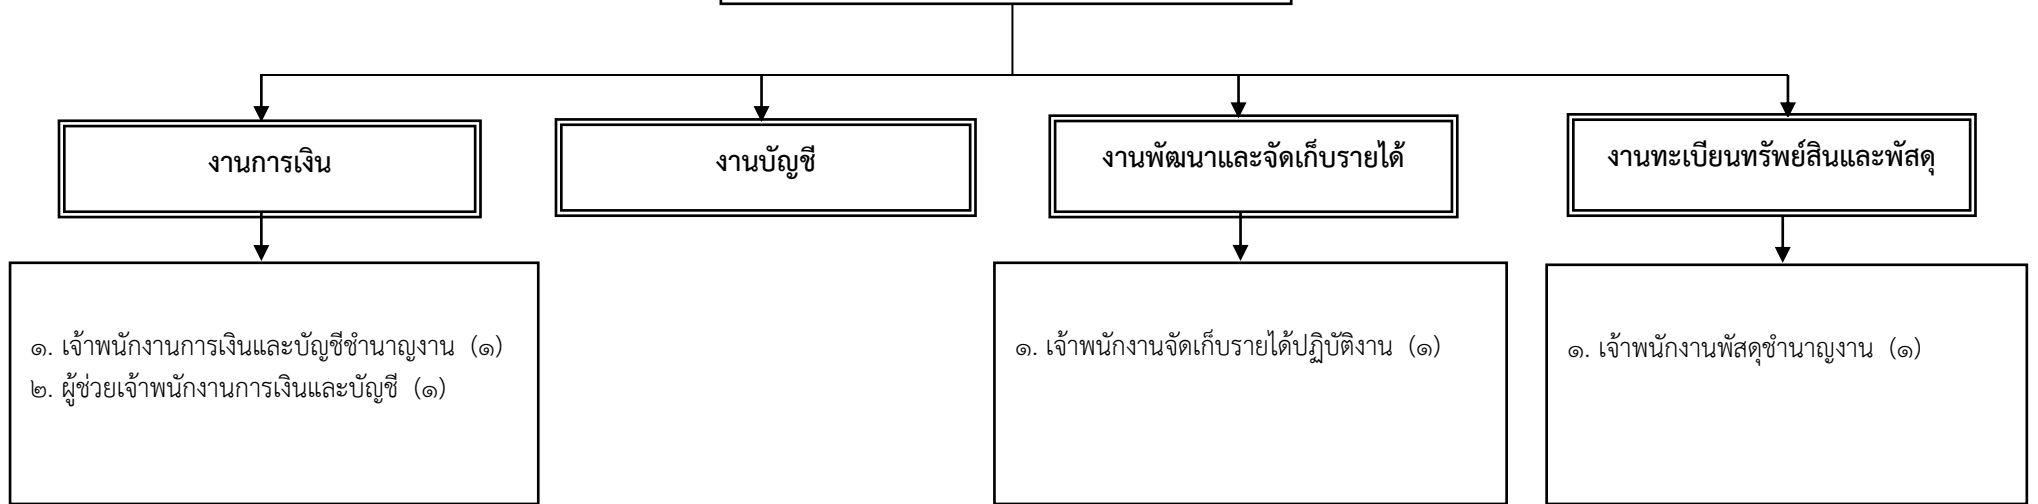 งานการเงิน
งานบัญชี
งานพัฒนาและจัดเก็บรายได้
งานทะเบียนทรัพย์สินและพัสดุ
๑. เจ้าพนักงานการเงินและบัญชีชำนาญงาน (๑)
๒. ผู้ช่วยเจ้าพนักงานการเงินและบัญชี (๑)
๑. เจ้าพนักงานจัดเก็บรายได้ปฏิบัติงาน (๑)
๑. เจ้าพนักงานพัสดุชำนาญงาน (๑)